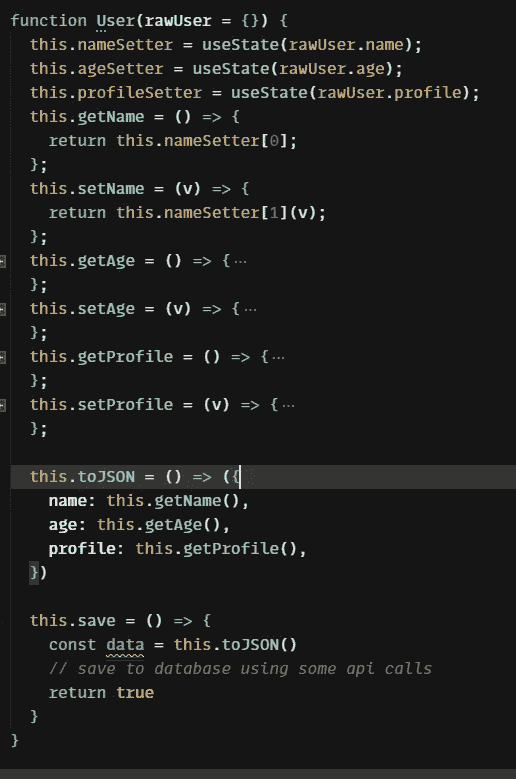 function User(rawUser = {}) {
  this.nameSetter = useState(rawUser.name);
  this.ageSetter = useState(rawUser.age);
  this.profileSetter = useState(rawUser.profile);
  this.getName = () => {
    return this.nameSetter[0];
  };
  this.setName = (v) => {
    return this.nameSetter[1](v);
  };
  this.getAge = () => {···
  };
  this.setAge = (v) => {···
  };
  this.getProfile = () => {···
  };
  this.setProfile = (v) => {···
  };
  this.toJSON = () => ({
    name: this.getName(),
    age: this.getAge(),
    profile: this.getProfile(),
  })
  this.save = () => {
    const data = this.toJSON()
    // save to database using some api calls
    return true
  }
}